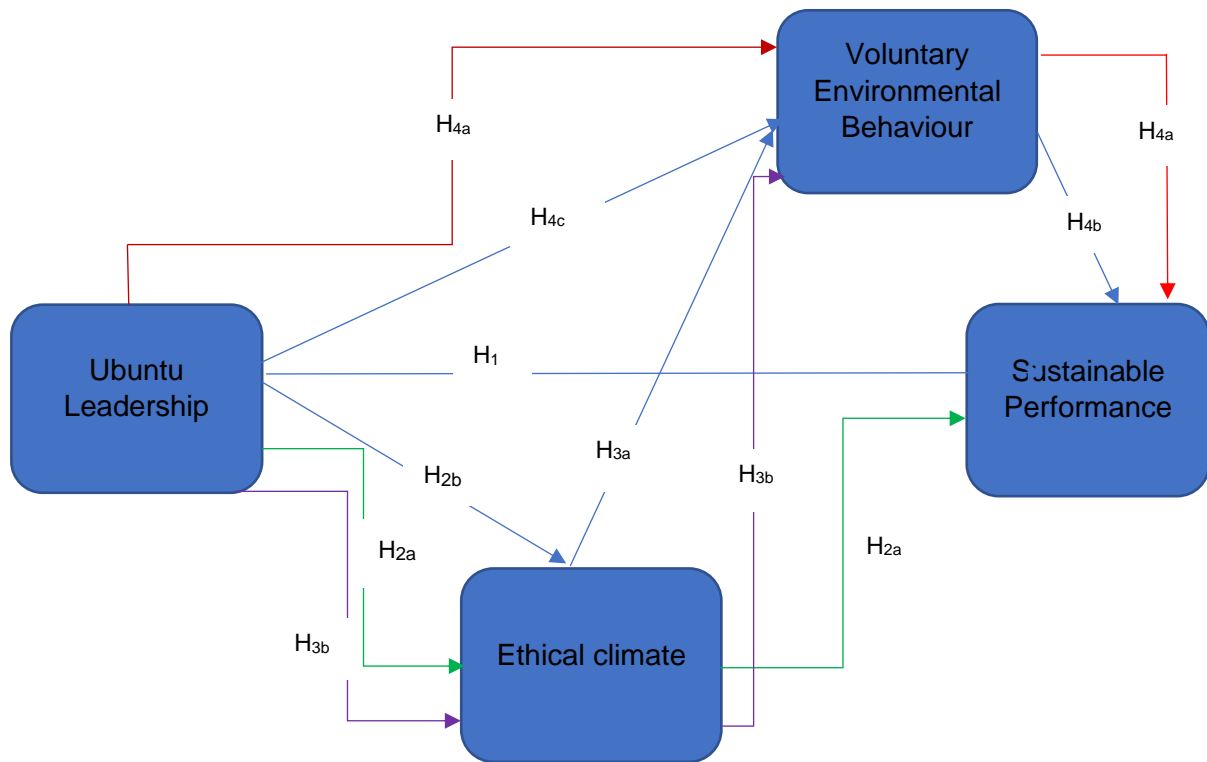 Voluntary
Environmental
Behaviour
H4a
H4a
H4c
H4b
H1
Ubuntu
Leadership
Sustainable
Performance
H3a
H2b
H3b
H2a
H2a
H3b
Ethical climate